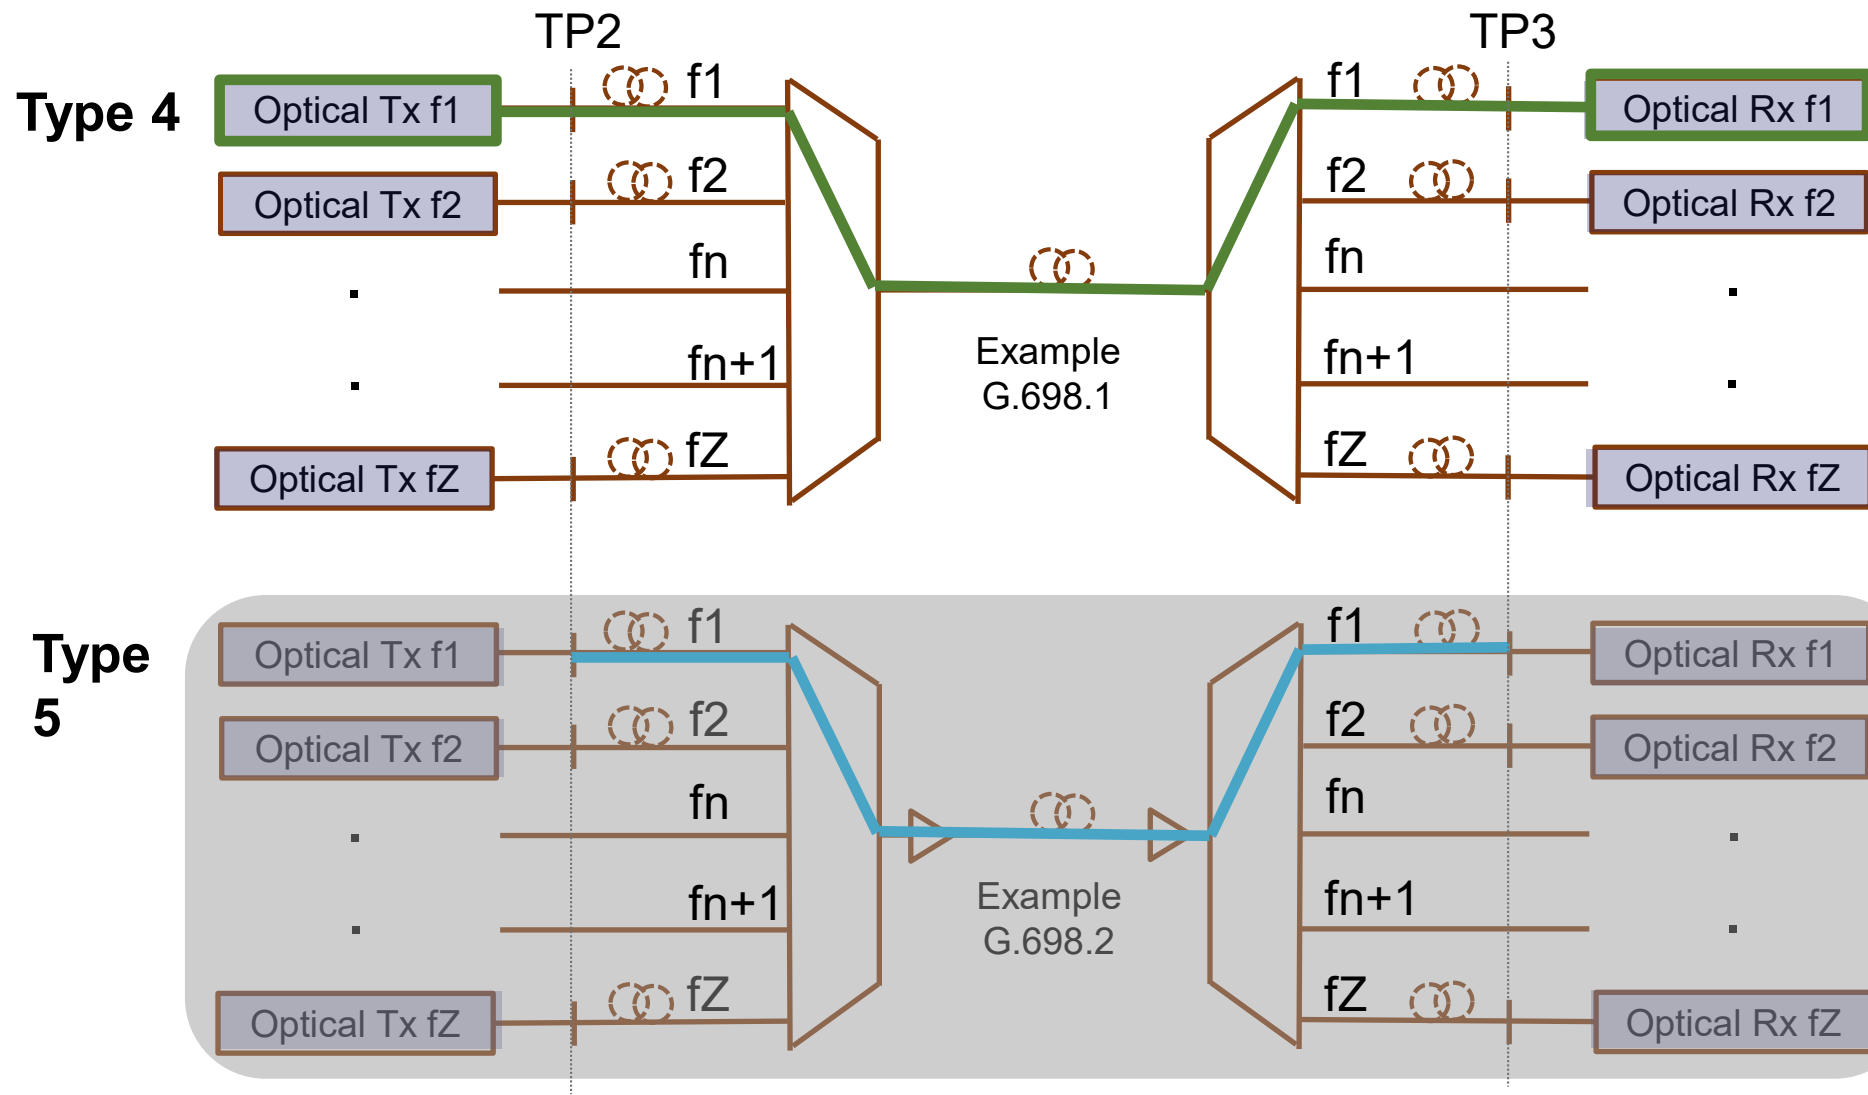 TP2 TP3
Type 4 Optical Tx f1 f1 f1 Optical Rx f1
Optical Tx f2 f2 f2 Optical Rx f2
fn fn
Example
G.698.1
fn+1 fn+1
Optical Tx fZ fZ fZ Optical Rx fZ
Type
5
Optical Tx f1 f1 f1 Optical Rx f1
Optical Tx f2 f2 f2 Optical Rx f2
fn fn
Example
G.698.2
fn+1 fn+1
Optical Tx fZ fZ fZ Optical Rx fZ